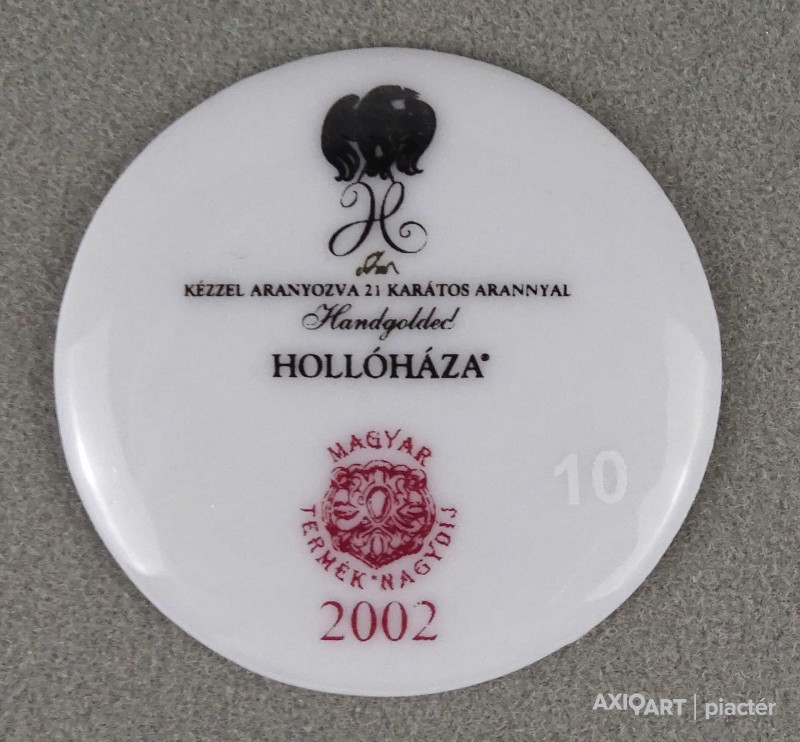 H
KÉZZEL ARANYOZVA 21 KARÁTOS ARANNYAL
Handgolded
HOLLÓHÁZA®
MAGYAR
TERMÉK * NAGYDÍJ
2002
10
AXIOART | piactér